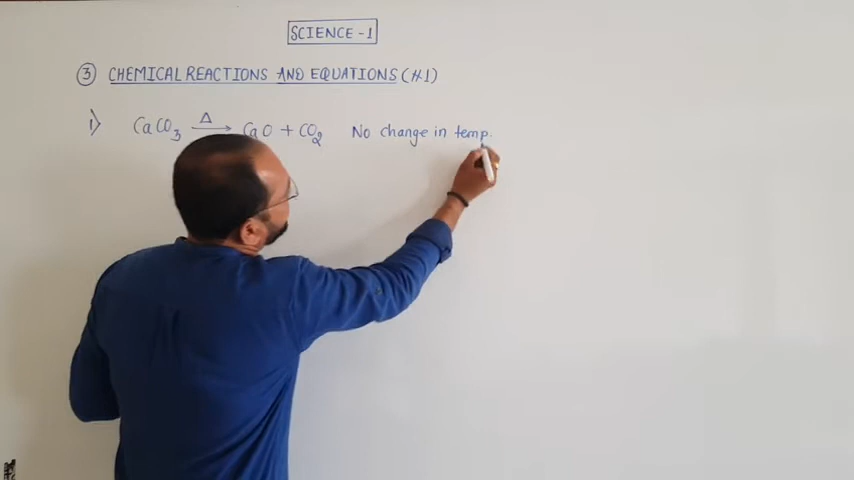 SCIENCE-1
③ CHEMICAL REACTIONS AND EQUATIONS (#1)
1) CaCO₃ —Δ→ CaO + CO₂ No change in temp.